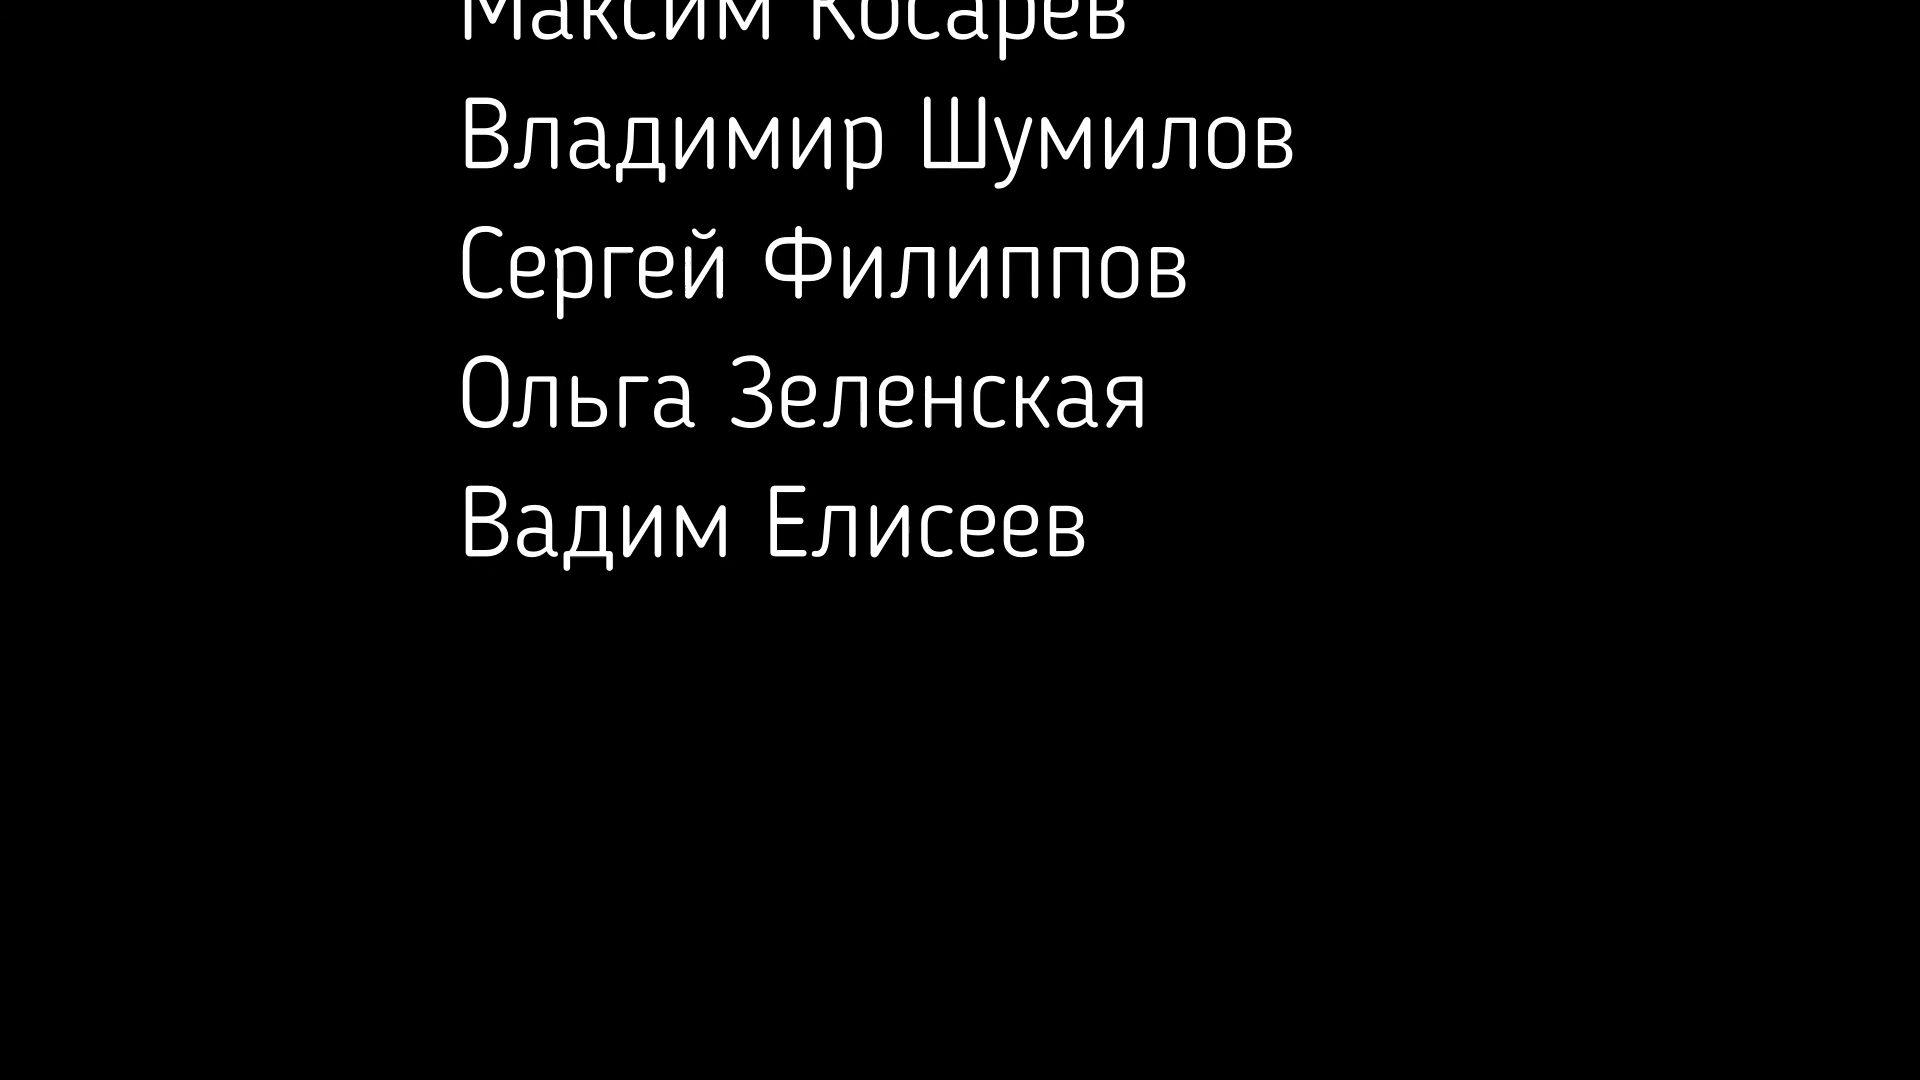 Максим Косарев
Владимир Шумилов
Сергей Филиппов
Ольга Зеленская
Вадим Елисеев